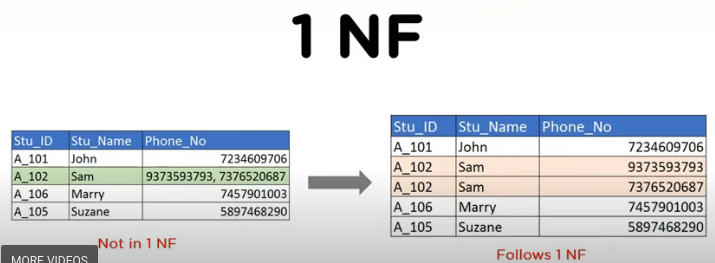 1 NF
Stu_ID Stu_Name Phone_No
A_101 John 7234609706
A_102 Sam 9373593793, 7376520687
A_106 Marry 7457901003
A_105 Suzane 5897468290
Not in 1 NF
Stu_ID Stu_Name Phone_No
A_101 John 7234609706
A_102 Sam 9373593793
A_102 Sam 7376520687
A_106 Marry 7457901003
A_105 Suzane 5897468290
Follows 1 NF
MORE VIDEOS